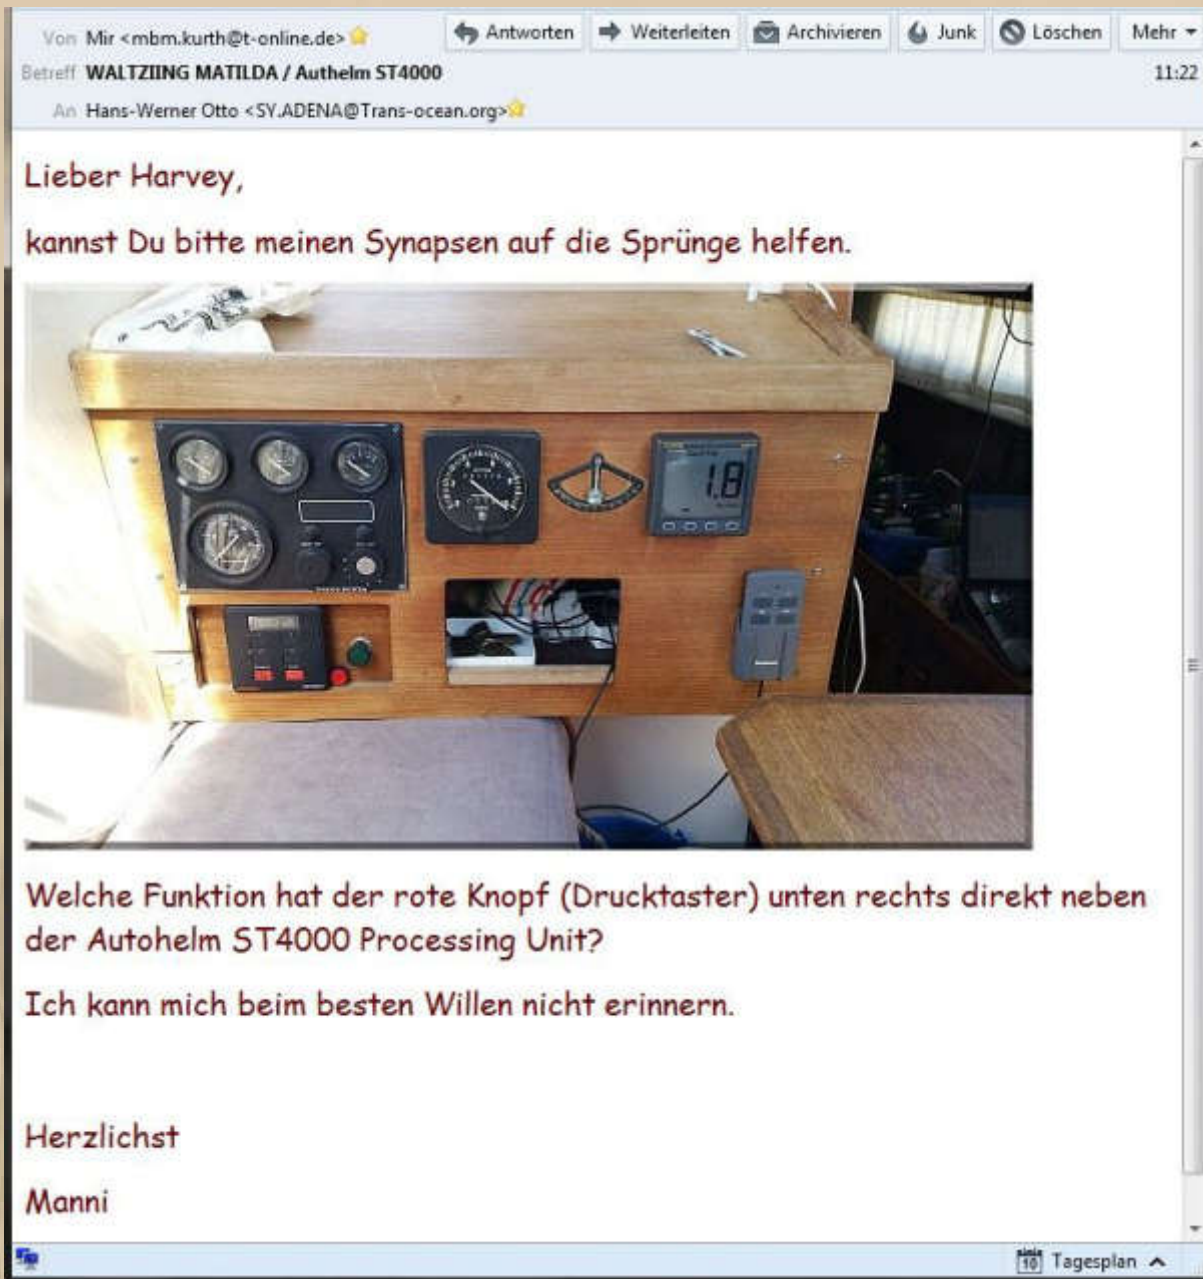 Von Mir <mbm.kurth@t-online.de> Antworten Weiterleiten Archivieren Junk Löschen Mehr
Betreff WALTZIING MATILDA / Authelm ST4000 11:22
An Hans-Werner Otto <SY.ADENA@Trans-ocean.org>
Lieber Harvey,
kannst Du bitte meinen Synapsen auf die Sprünge helfen.
1.8
Welche Funktion hat der rote Knopf (Drucktaster) unten rechts direkt neben
der Autohelm ST4000 Processing Unit?
Ich kann mich beim besten Willen nicht erinnern.
Herzlichst
Manni
10 Tagesplan